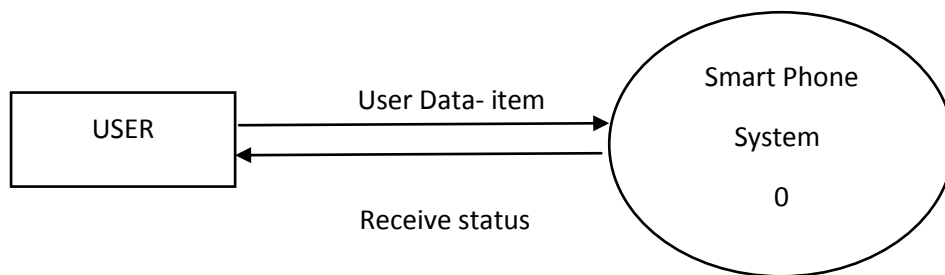 USER
User Data- item
Receive status
Smart Phone
System
0